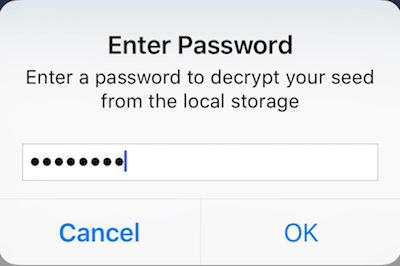 Enter Password
Enter a password to decrypt your seed
from the local storage
••••••••
Cancel OK